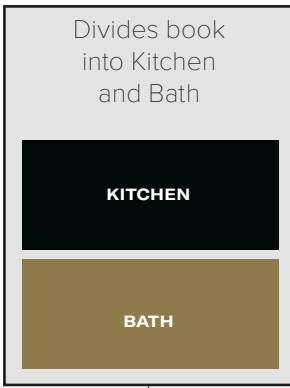 Divides book
into Kitchen
and Bath
KITCHEN
BATH